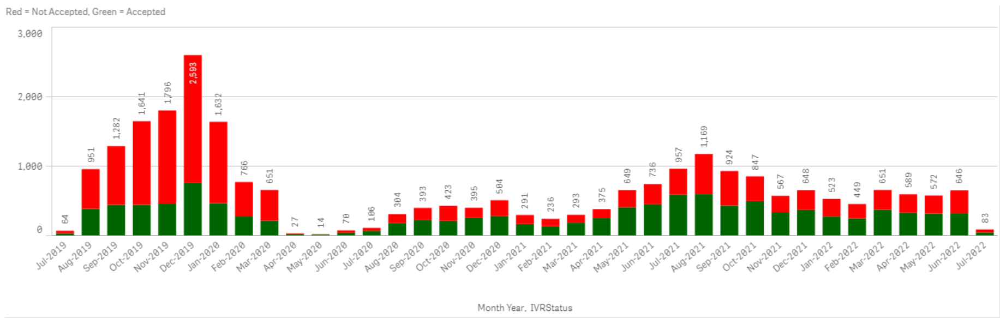 Red = Not Accepted, Green = Accepted
3,000
2,000
1,000
0
64
951
1,282
1,641
1,796
2,593
1,632
766
651
27
14
70
106
304
393
423
395
504
291
236
293
375
649
736
957
1,169
924
847
567
648
523
449
651
589
572
646
83
Jul-2019
Aug-2019
Sep-2019
Oct-2019
Nov-2019
Dec-2019
Jan-2020
Feb-2020
Mar-2020
Apr-2020
May-2020
Jun-2020
Jul-2020
Aug-2020
Sep-2020
Oct-2020
Nov-2020
Dec-2020
Jan-2021
Feb-2021
Mar-2021
Apr-2021
May-2021
Jun-2021
Jul-2021
Aug-2021
Sep-2021
Oct-2021
Nov-2021
Dec-2021
Jan-2022
Feb-2022
Mar-2022
Apr-2022
May-2022
Jun-2022
Jul-2022
Month Year, IVRStatus